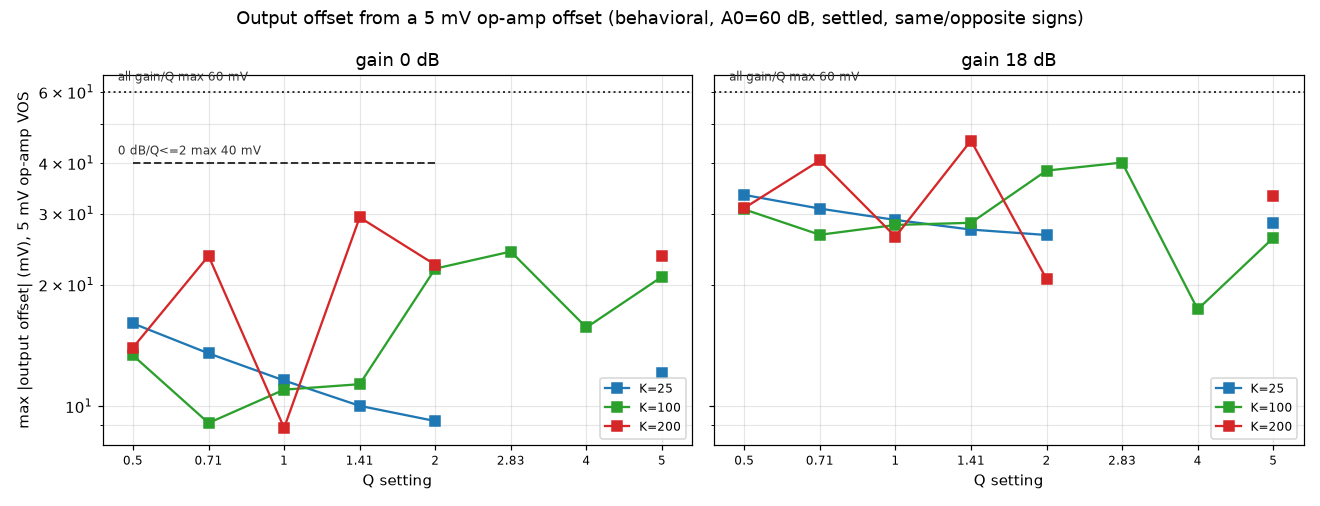 Output offset from a 5 mV op-amp offset (behavioral, A0=60 dB, settled, same/opposite signs)
gain 0 dB
max |output offset| (mV), 5 mV op-amp VOS
6 × 10¹
4 × 10¹
3 × 10¹
2 × 10¹
10¹
all gain/Q max 60 mV
0 dB/Q<=2 max 40 mV
K=25
K=100
K=200
0.5 0.71 1 1.41 2 2.83 4 5
Q setting
gain 18 dB
all gain/Q max 60 mV
K=25
K=100
K=200
0.5 0.71 1 1.41 2 2.83 4 5
Q setting